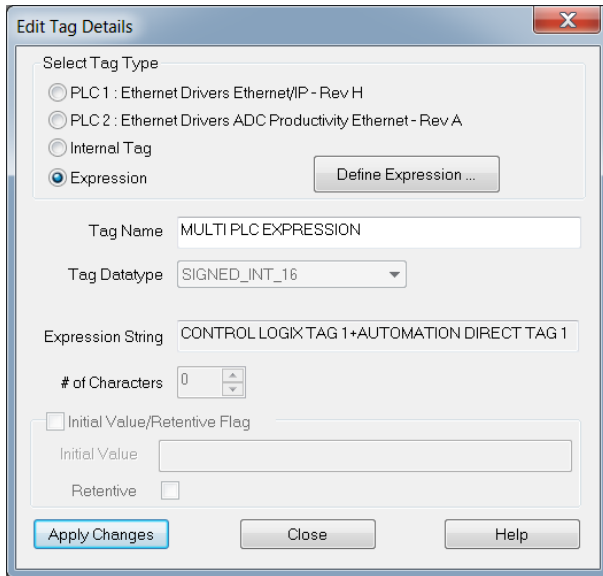 Edit Tag Details
Select Tag Type
PLC 1 : Ethernet Drivers Ethernet/IP - Rev H
PLC 2 : Ethernet Drivers ADC Productivity Ethernet - Rev A
Internal Tag
Expression
Define Expression ...
Tag Name MULTI PLC EXPRESSION
Tag Datatype SIGNED_INT_16
Expression String CONTROL LOGIX TAG 1+AUTOMATION DIRECT TAG 1
# of Characters 0
Initial Value/Retentive Flag
Initial Value
Retentive
Apply Changes Close Help